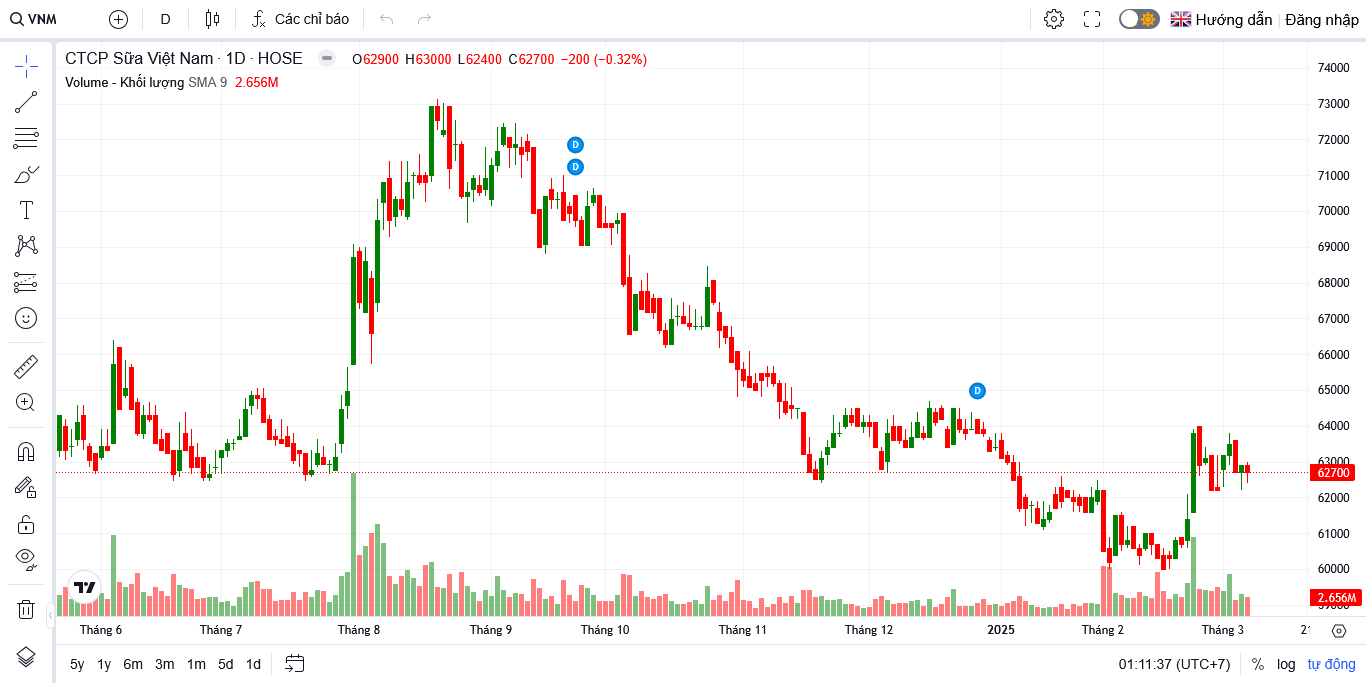 VNM D Các chỉ báo Hướng dẫn Đăng nhập
CTCP Sữa Việt Nam · 1D · HOSE O62900 H63000 L62400 C62700 −200 (−0.32%)
Volume - Khối lượng SMA 9 2.656M
74000
73000
72000
71000
70000
69000
68000
67000
66000
65000
64000
63000
62700
62000
61000
60000
2.656M
59000
D
D
D
Tháng 6 Tháng 7 Tháng 8 Tháng 9 Tháng 10 Tháng 11 Tháng 12 2025 Tháng 2 Tháng 3
5y 1y 6m 3m 1m 5d 1d 01:11:37 (UTC+7) % log tự động